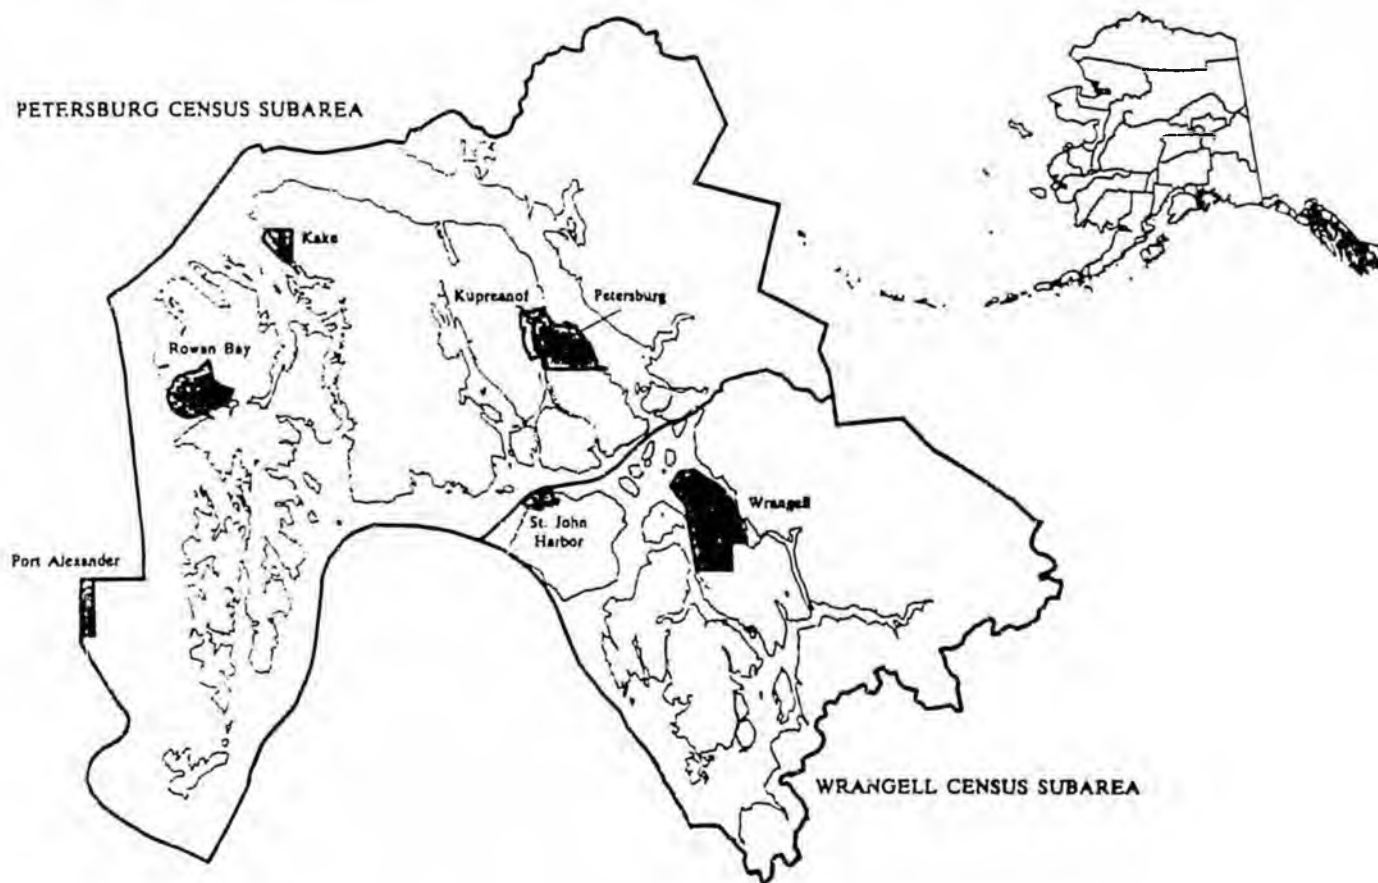 PETERSBURG CENSUS SUBAREA
Kake
Kupreanof
Petersburg
Rowan Bay
Wrangell
St. John
Harbor
Port Alexander
WRANGELL CENSUS SUBAREA